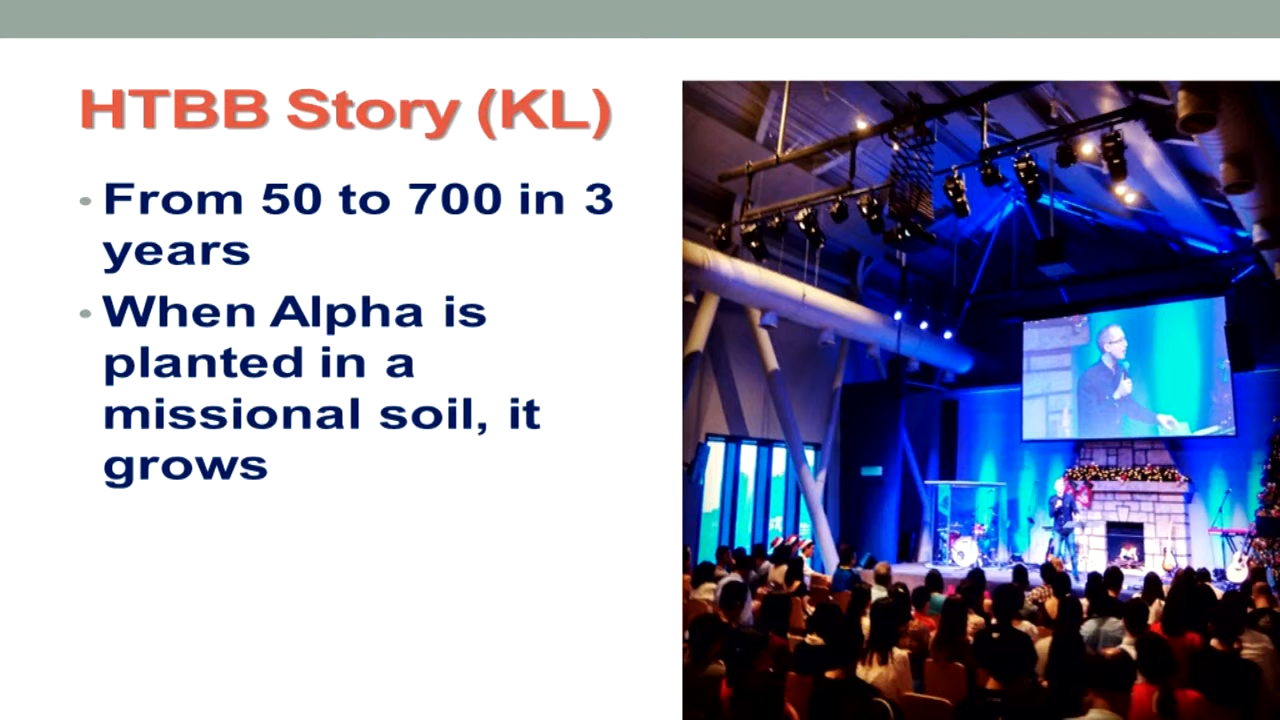 HTBB Story (KL)
• From 50 to 700 in 3
years
• When Alpha is
planted in a
missional soil, it
grows